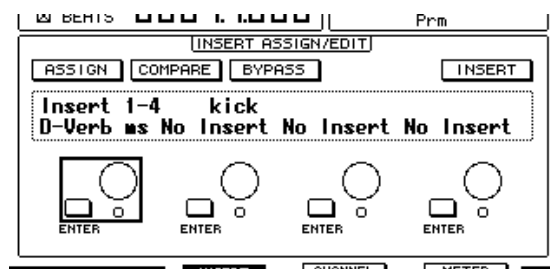 BEATS Prm
INSERT ASSIGN/EDIT
ASSIGN COMPARE BYPASS INSERT
Insert 1-4 kick
D-Verb ms No Insert No Insert No Insert
ENTER ENTER ENTER ENTER
INSERT CHANNEL METER